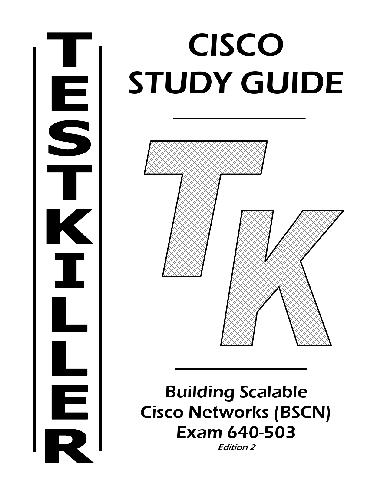 TESTKILLER
CISCO
STUDY GUIDE
TK
Building Scalable
Cisco Networks (BSCN)
Exam 640-503
Edition 2